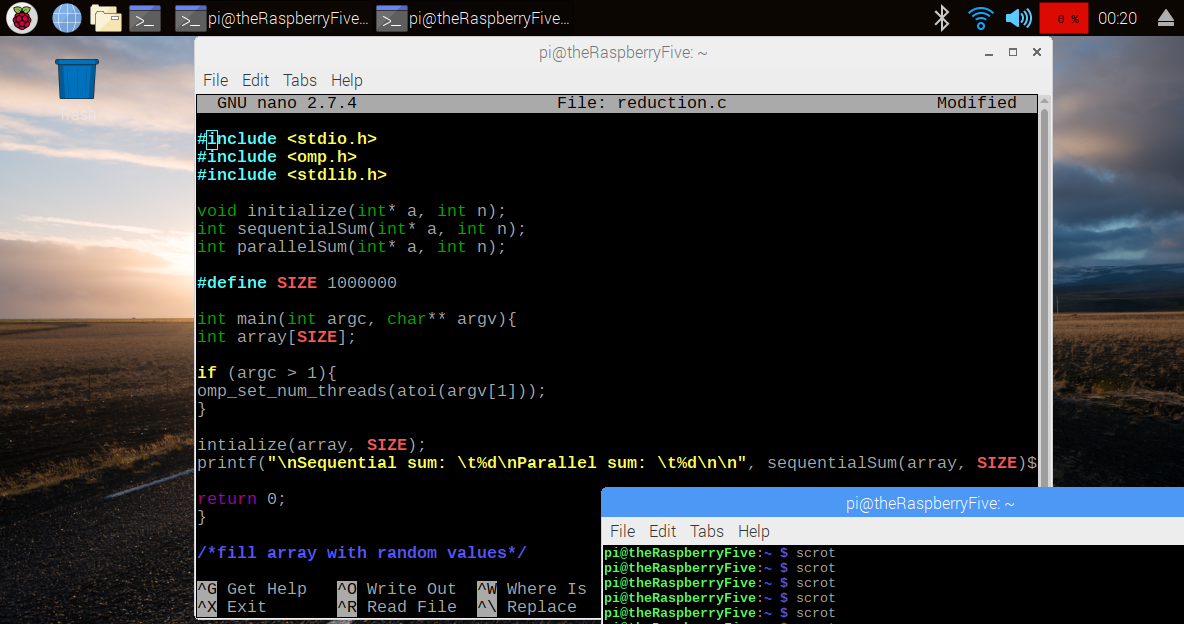 pi@theRaspberryFive... pi@theRaspberryFive... 0 % 00:20
pi@theRaspberryFive: ~
File Edit Tabs Help
GNU nano 2.7.4 File: reduction.c Modified
#include <stdio.h>
#include <omp.h>
#include <stdlib.h>
void initialize(int* a, int n);
int sequentialSum(int* a, int n);
int parallelSum(int* a, int n);
#define SIZE 1000000
int main(int argc, char** argv){
int array[SIZE];
if (argc > 1){
omp_set_num_threads(atoi(argv[1]));
}
intialize(array, SIZE);
printf("\nSequential sum: \t%d\nParallel sum: \t%d\n\n", sequentialSum(array, SIZE)$
return 0;
}
/*fill array with random values*/
^G Get Help ^O Write Out ^W Where Is
^X Exit ^R Read File ^\ Replace
pi@theRaspberryFive: ~
File Edit Tabs Help
pi@theRaspberryFive:~ $ scrot
pi@theRaspberryFive:~ $ scrot
pi@theRaspberryFive:~ $ scrot
pi@theRaspberryFive:~ $ scrot
pi@theRaspberryFive:~ $ scrot